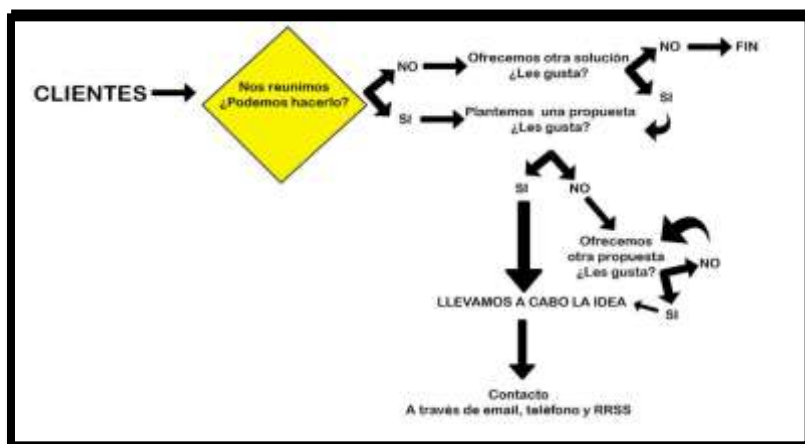 CLIENTES
Nos reunimos
¿Podemos hacerlo?
NO
Ofrecemos otra solución
¿Les gusta?
NO
FIN
SI
SI
Plantemos una propuesta
¿Les gusta?
SI
NO
Ofrecemos
otra propuesta
¿Les gusta?
NO
SI
LLEVAMOS A CABO LA IDEA
Contacto
A través de email, teléfono y RRSS